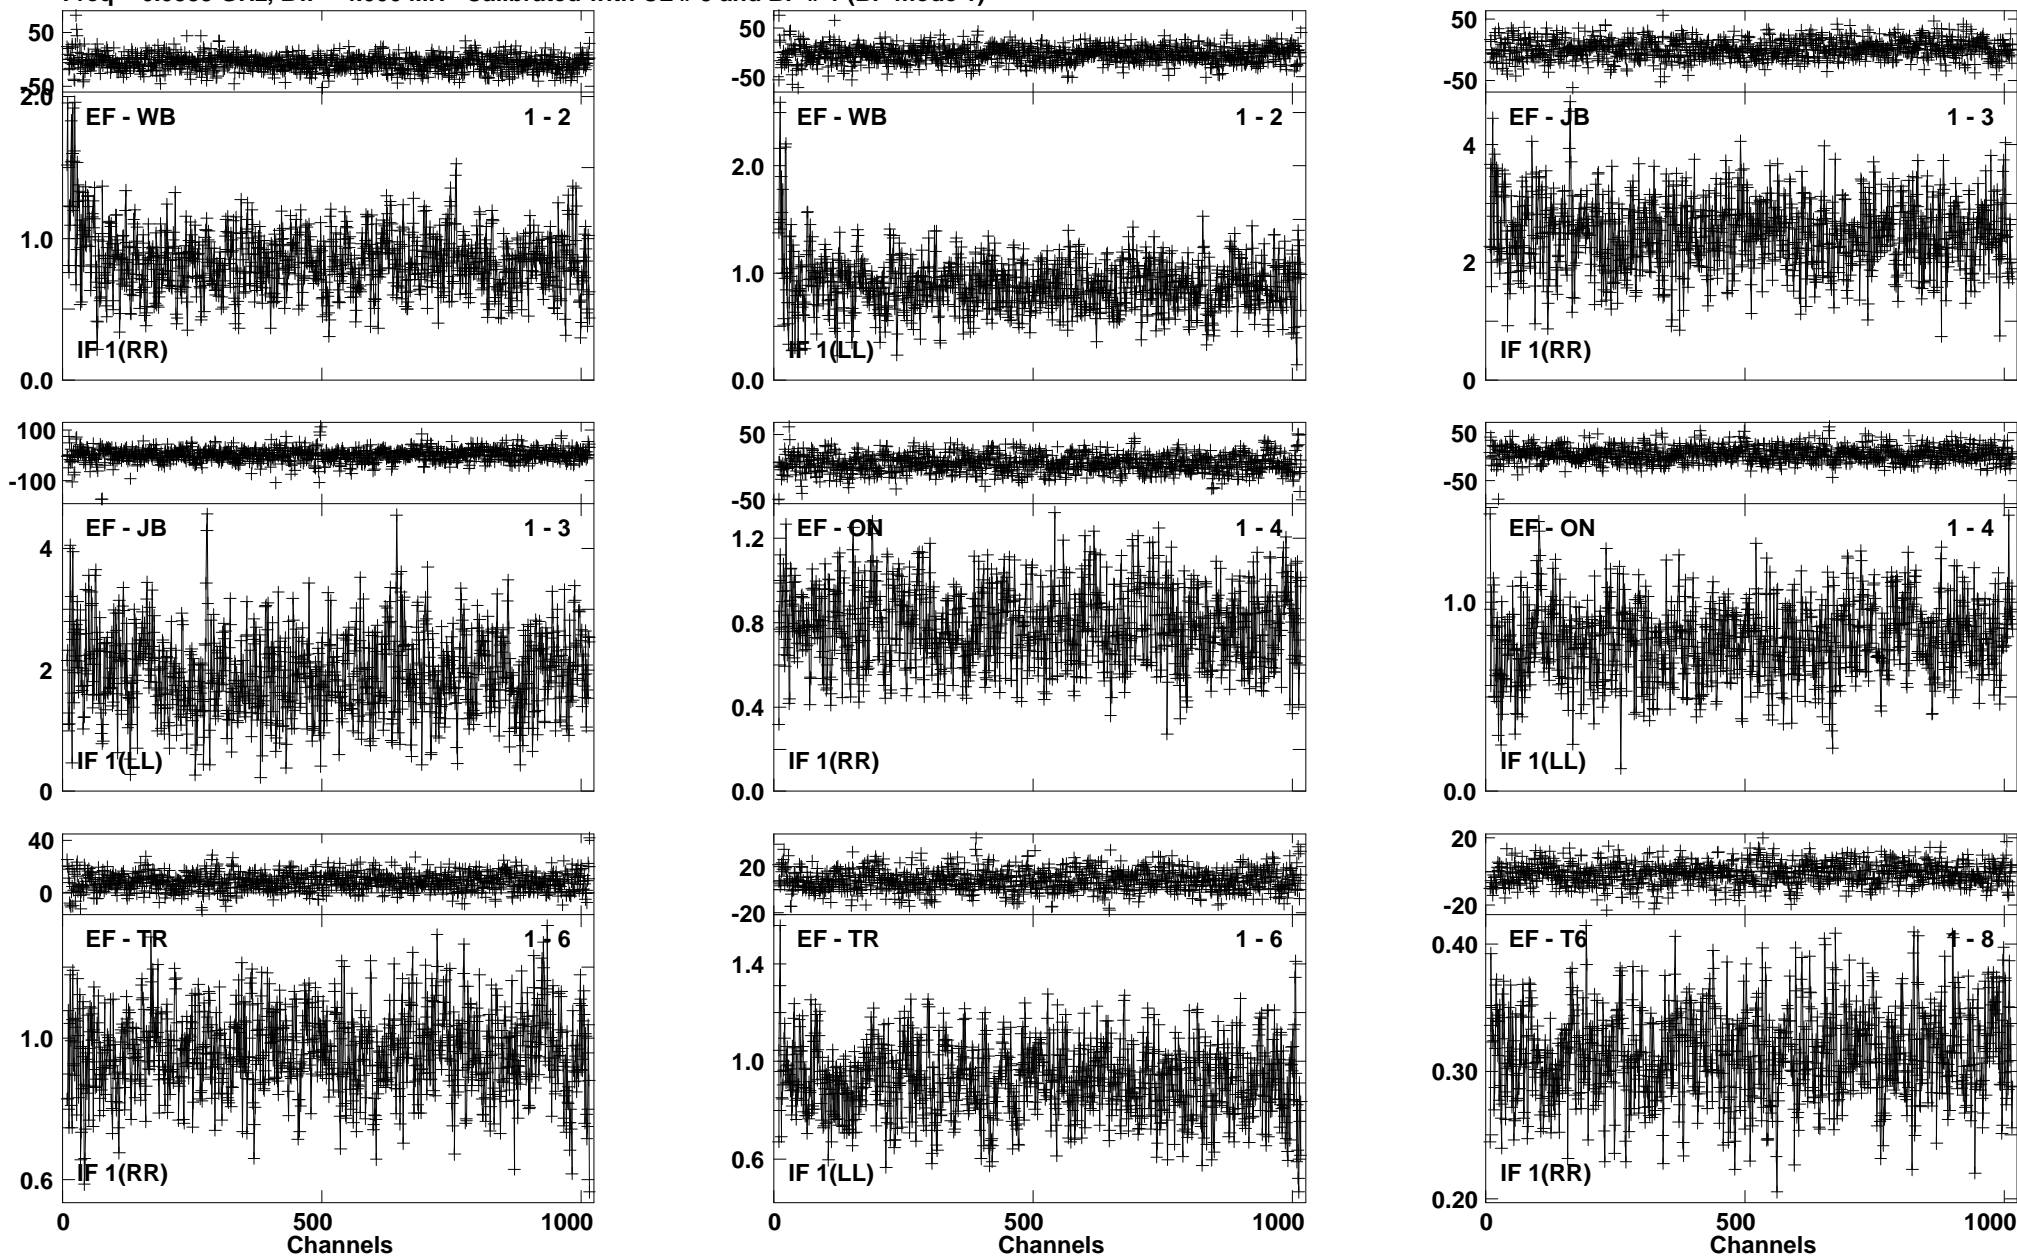 50
-50
2.0
EF - WB 1 - 2
1.0
IF 1(RR)
0.0
50
-50
EF - WB 1 - 2
2.0
1.0
IF 1(LL)
0.0
50
-50
EF - JB 1 - 3
4
2
IF 1(RR)
0
100
-100
EF - JB 1 - 3
4
2
IF 1(LL)
0
50
-50
EF - ON 1 - 4
1.2
0.8
0.4
IF 1(RR)
0.0
50
-50
EF - ON 1 - 4
1.0
IF 1(LL)
0.0
40
0
EF - TR 1 - 6
1.0
IF 1(RR)
0.6
0 500 1000
Channels
20
-20
EF - TR 1 - 6
1.4
1.0
0.6
IF 1(LL)
0 500 1000
Channels
20
-20
EF - T6 1 - 8
0.40
0.30
IF 1(RR)
0.20
0 500 1000
Channels